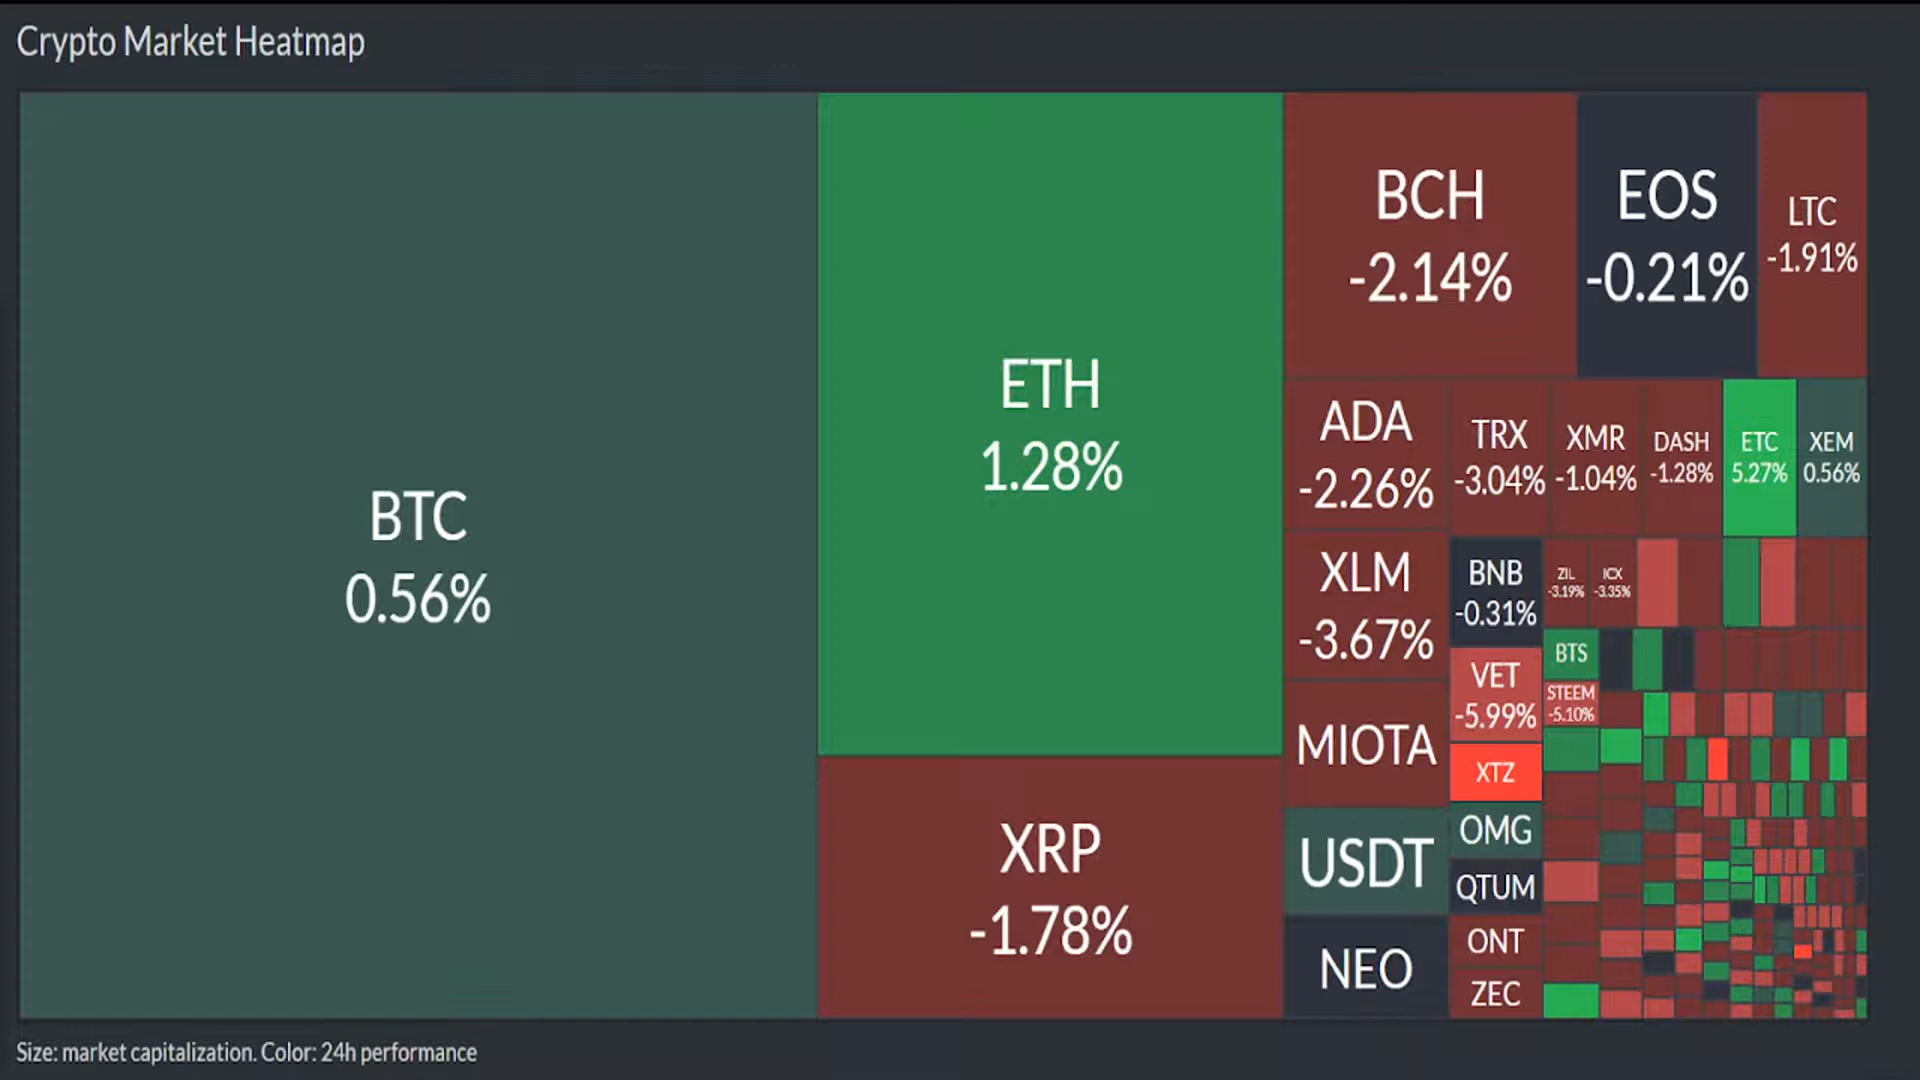 Crypto Market Heatmap
BTC
0.56%
ETH
1.28%
XRP
-1.78%
BCH
-2.14%
EOS
-0.21%
LTC
-1.91%
ADA
-2.26%
TRX
-3.04%
XMR
-1.04%
DASH
-1.28%
ETC
5.27%
XEM
0.56%
XLM
-3.67%
BNB
-0.31%
ZIL
-3.19%
ICX
-3.35%
VET
-5.99%
BTS
STEEM
-5.10%
MIOTA
XTZ
USDT
OMG
QTUM
NEO
ONT
ZEC
Size: market capitalization. Color: 24h performance